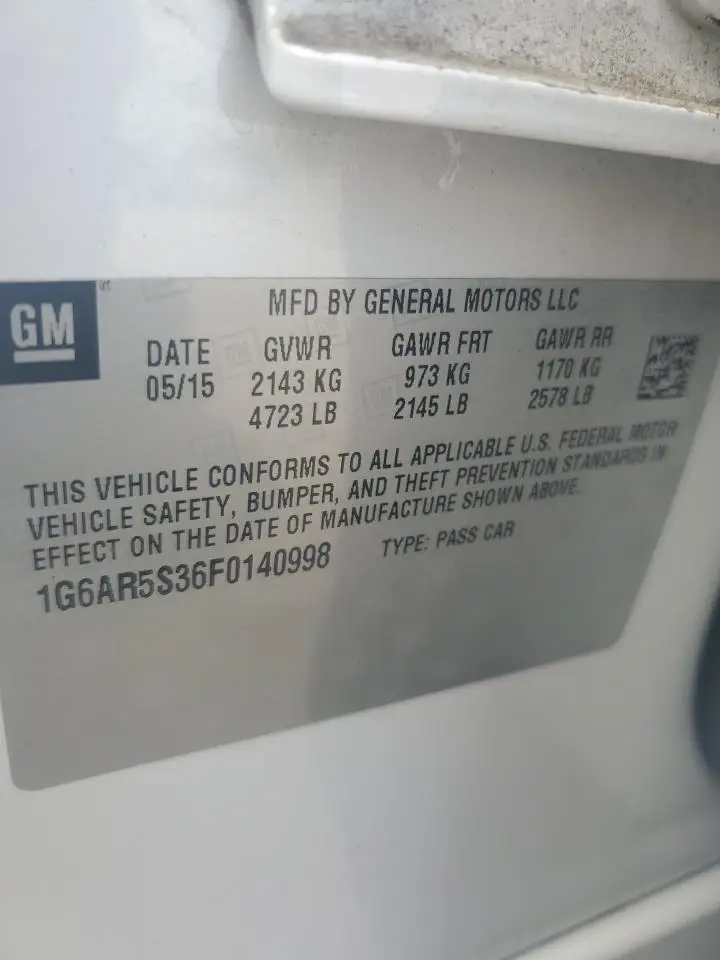 GM
MFD BY GENERAL MOTORS LLC
DATE GVWR GAWR FRT GAWR RR
05/15 2143 KG 973 KG 1170 KG
4723 LB 2145 LB 2578 LB
THIS VEHICLE CONFORMS TO ALL APPLICABLE U.S. FEDERAL MOTOR
VEHICLE SAFETY, BUMPER, AND THEFT PREVENTION STANDARDS IN
EFFECT ON THE DATE OF MANUFACTURE SHOWN ABOVE.
1G6AR5S36F0140998 TYPE: PASS CAR